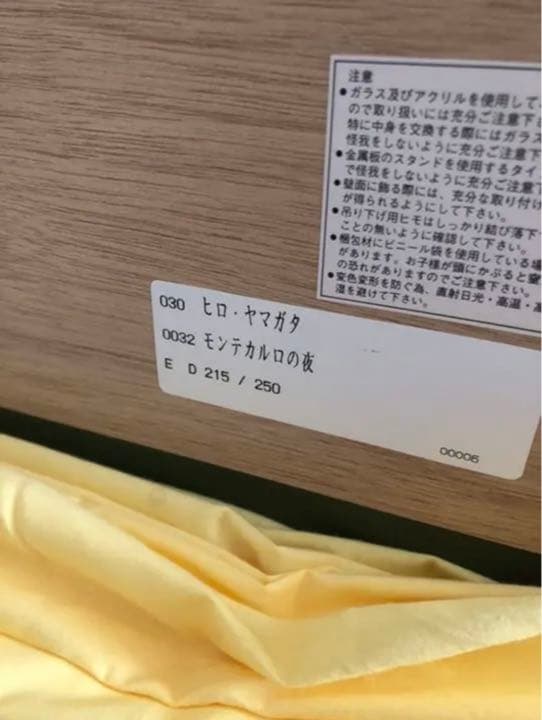 注意
●ガラス及びアクリルを使用して
ので取り扱いには充分ご注意下
特に中身を交換する際にはガラス
怪我をしないように充分ご注意下
●金属板のスタンドを使用するタイ
で怪我をしないように充分ご注意下
●壁面に飾る際には、充分な取り付け
が得られるようにして下さい。
●吊り下げ用ヒモはしっかり結び落下
ことの無いように確認して下さい。
●梱包材にビニール袋を使用している場
があります。お子様が頭にかぶると窒
の恐れがありますのでご注意下さい。
●変色変形を防ぐ為、直射日光・高温・高
湿を避けて下さい。
030 ヒロ・ヤマガタ
0032 モンテカルロの夜
E D 215 / 250
00006